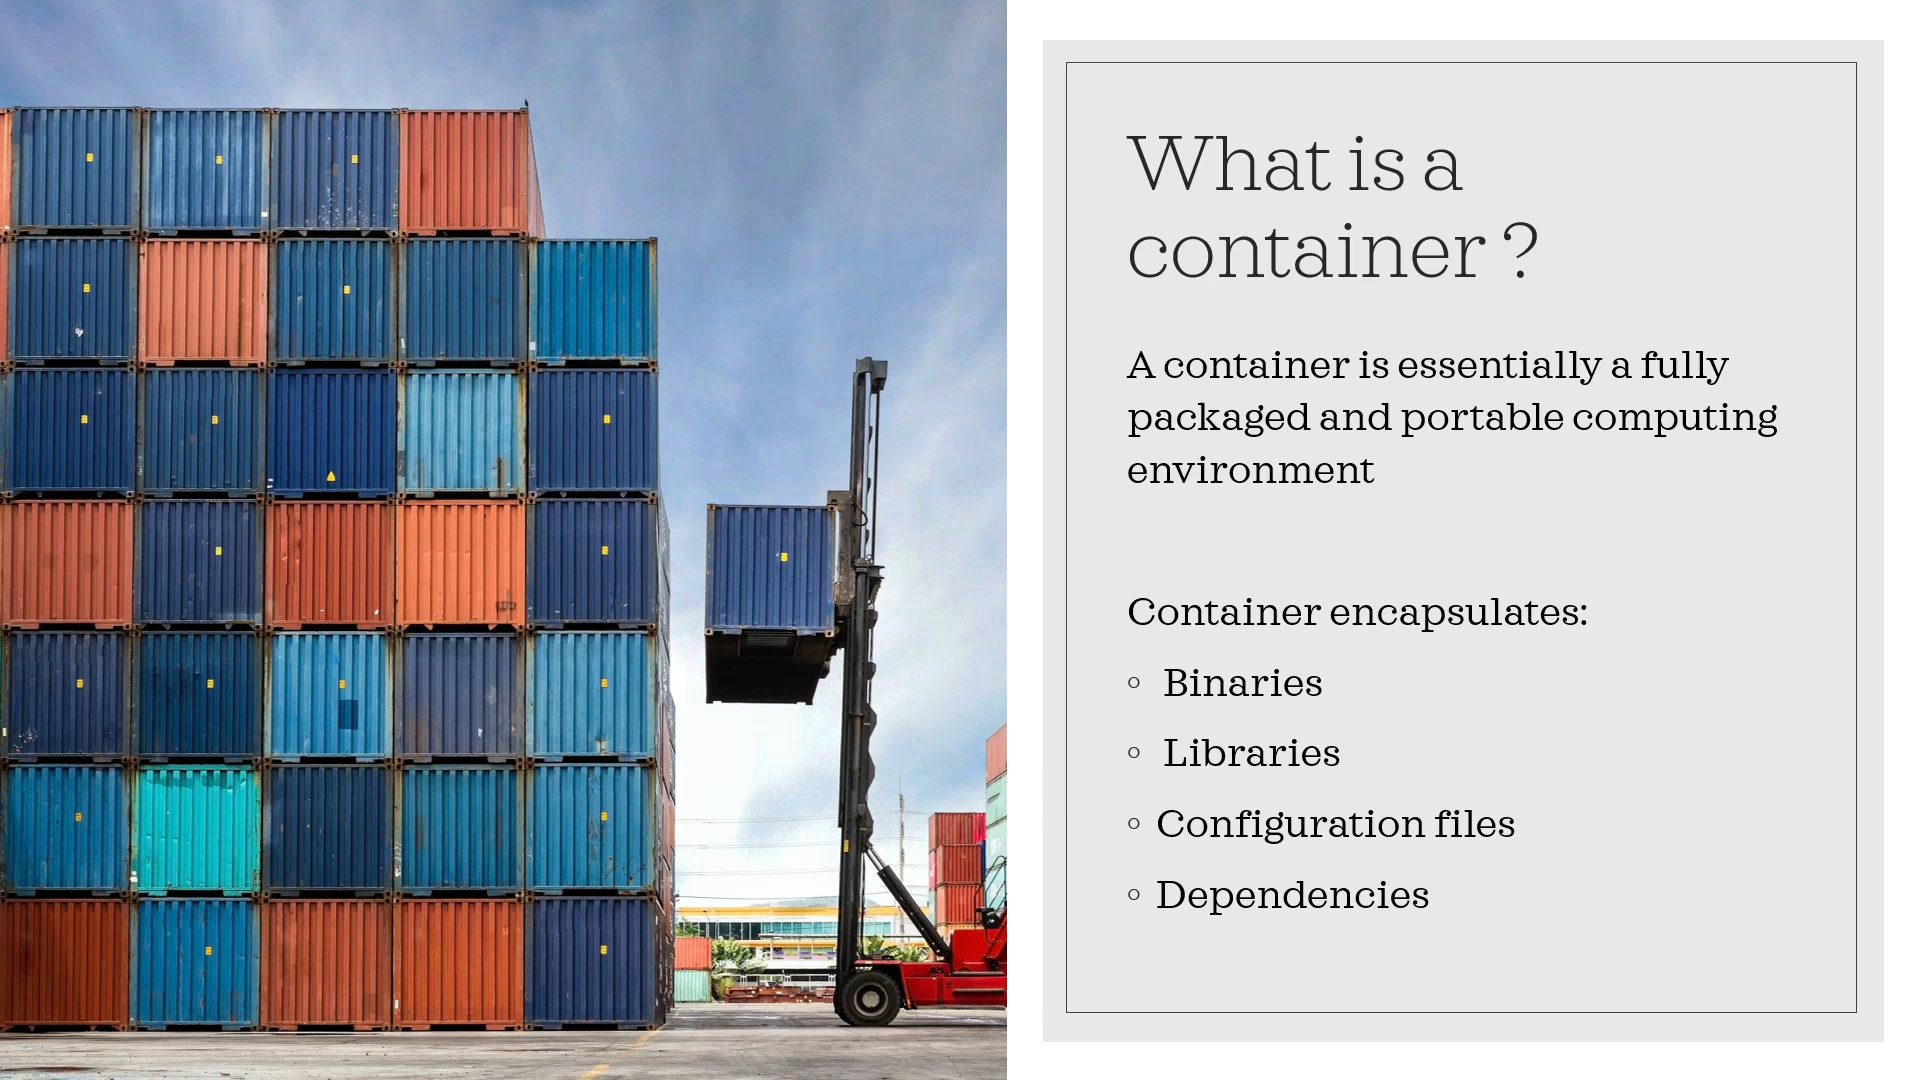 What is a
container ?
A container is essentially a fully
packaged and portable computing
environment
Container encapsulates:
◦ Binaries
◦ Libraries
◦ Configuration files
◦ Dependencies